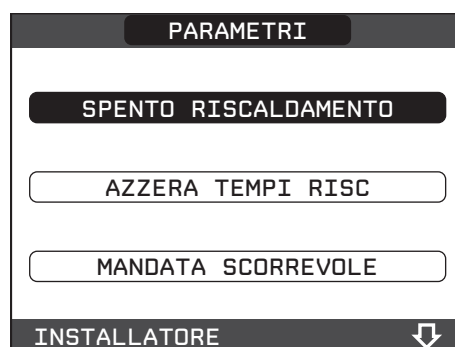 PARAMETRI
SPENTO RISCALDAMENTO
AZZERA TEMPI RISC
MANDATA SCORREVOLE
INSTALLATORE